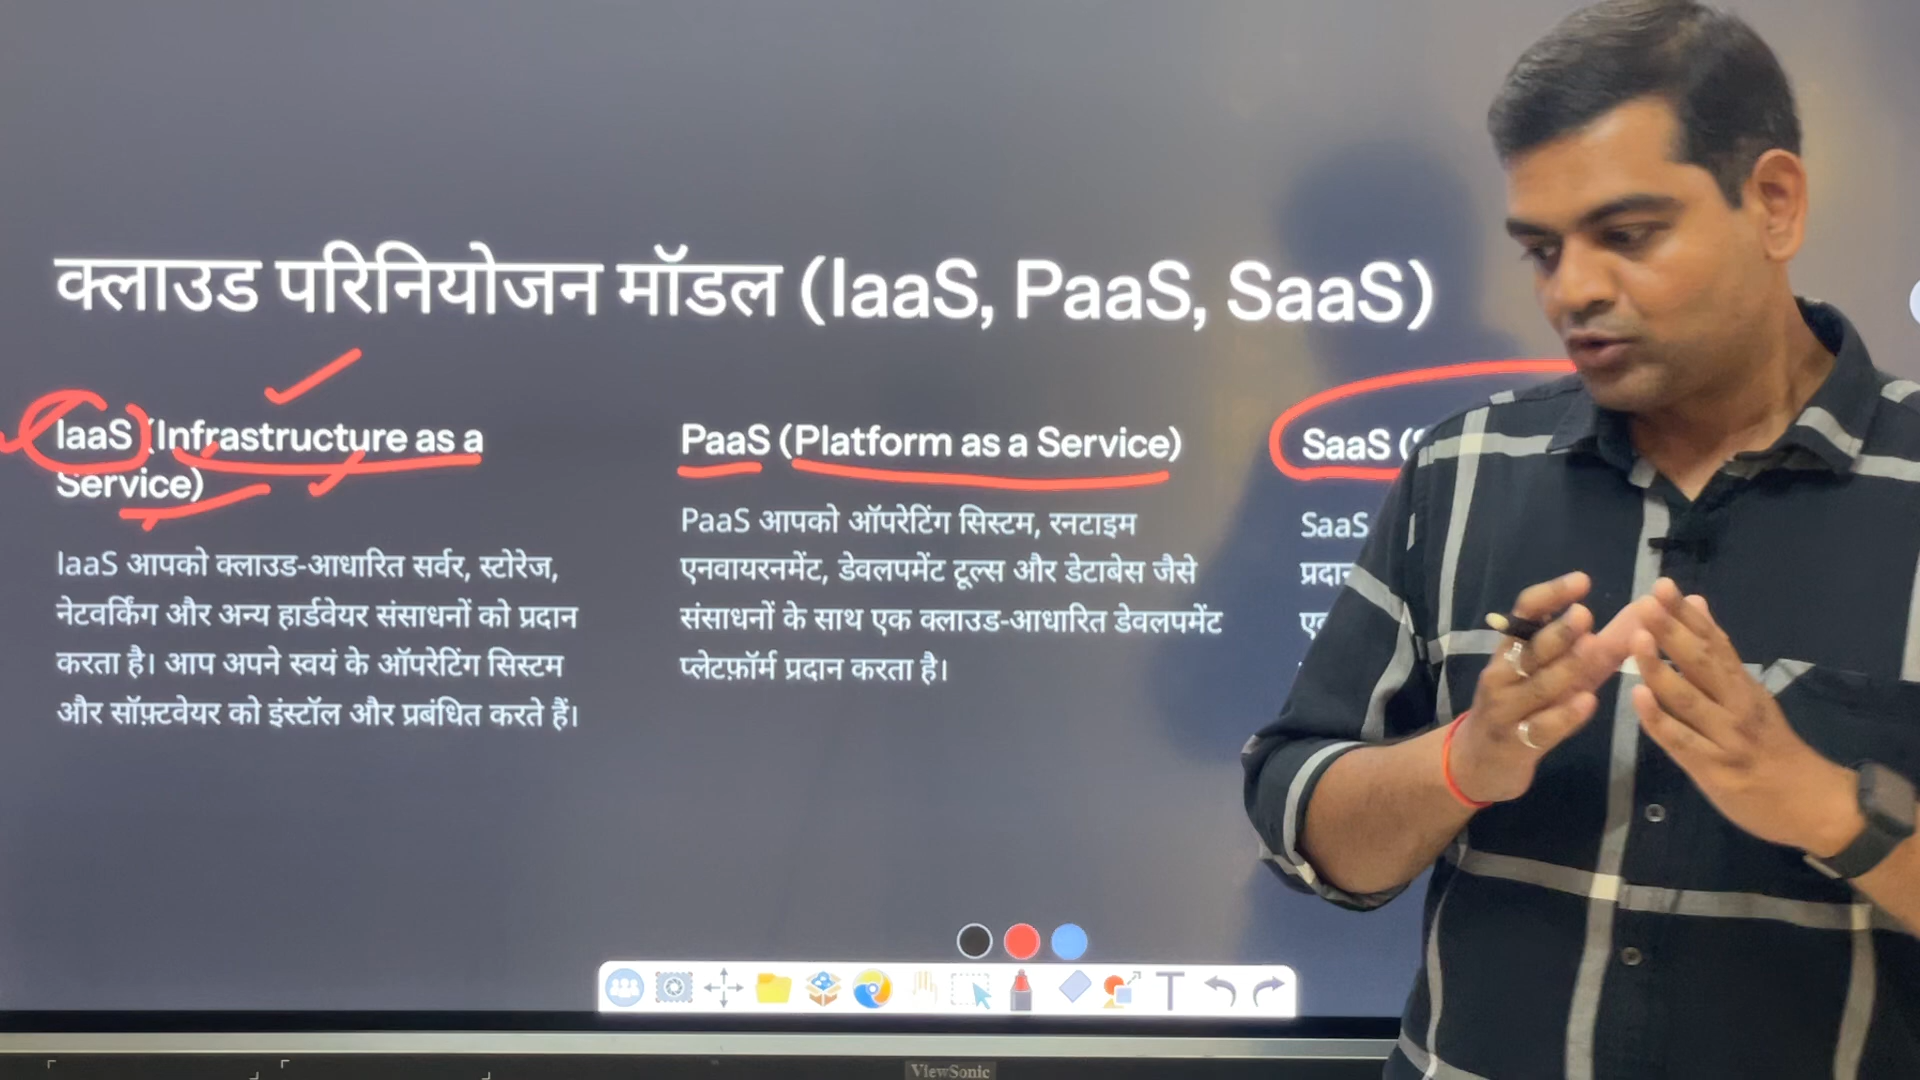 क्लाउड परिनियोजन मॉडल (IaaS, PaaS, SaaS)
IaaS (Infrastructure as a
Service)
IaaS आपको क्लाउड-आधारित सर्वर, स्टोरेज,
नेटवर्किंग और अन्य हार्डवेयर संसाधनों को प्रदान
करता है। आप अपने स्वयं के ऑपरेटिंग सिस्टम
और सॉफ़्टवेयर को इंस्टॉल और प्रबंधित करते हैं।
PaaS (Platform as a Service)
PaaS आपको ऑपरेटिंग सिस्टम, रनटाइम
एनवायरनमेंट, डेवलपमेंट टूल्स और डेटाबेस जैसे
संसाधनों के साथ एक क्लाउड-आधारित डेवलपमेंट
प्लेटफ़ॉर्म प्रदान करता है।
SaaS (
SaaS
ViewSonic